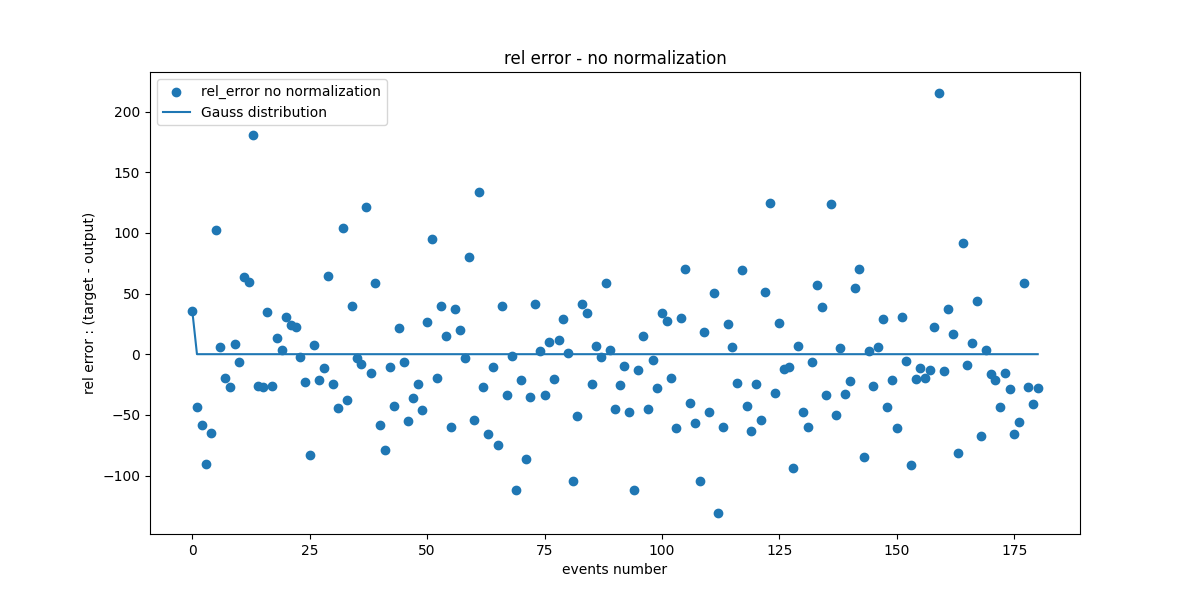 rel error - no normalization
rel_error no normalization
Gauss distribution
200
150
100
50
0
−50
−100
rel error : (target - output)
0 25 50 75 100 125 150 175
events number